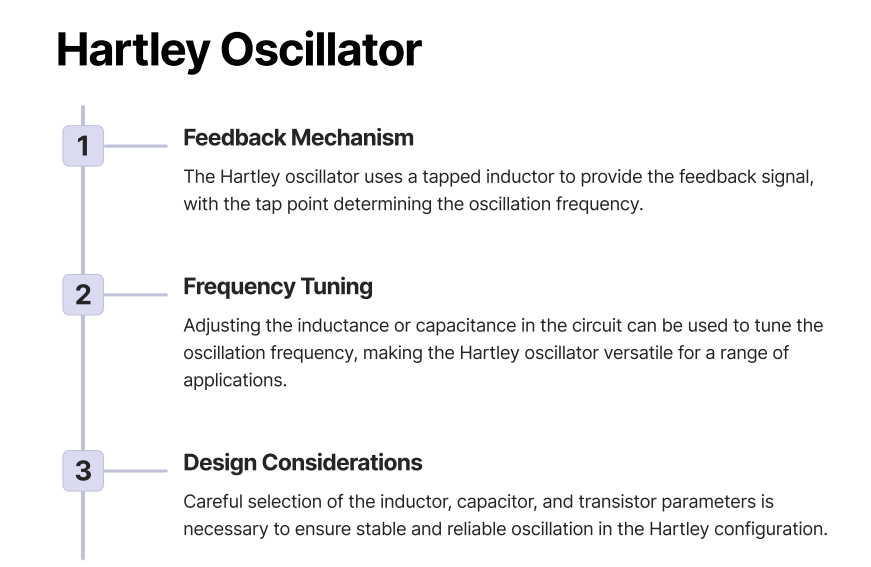 Hartley Oscillator
1
Feedback Mechanism
The Hartley oscillator uses a tapped inductor to provide the feedback signal,
with the tap point determining the oscillation frequency.
2
Frequency Tuning
Adjusting the inductance or capacitance in the circuit can be used to tune the
oscillation frequency, making the Hartley oscillator versatile for a range of
applications.
3
Design Considerations
Careful selection of the inductor, capacitor, and transistor parameters is
necessary to ensure stable and reliable oscillation in the Hartley configuration.